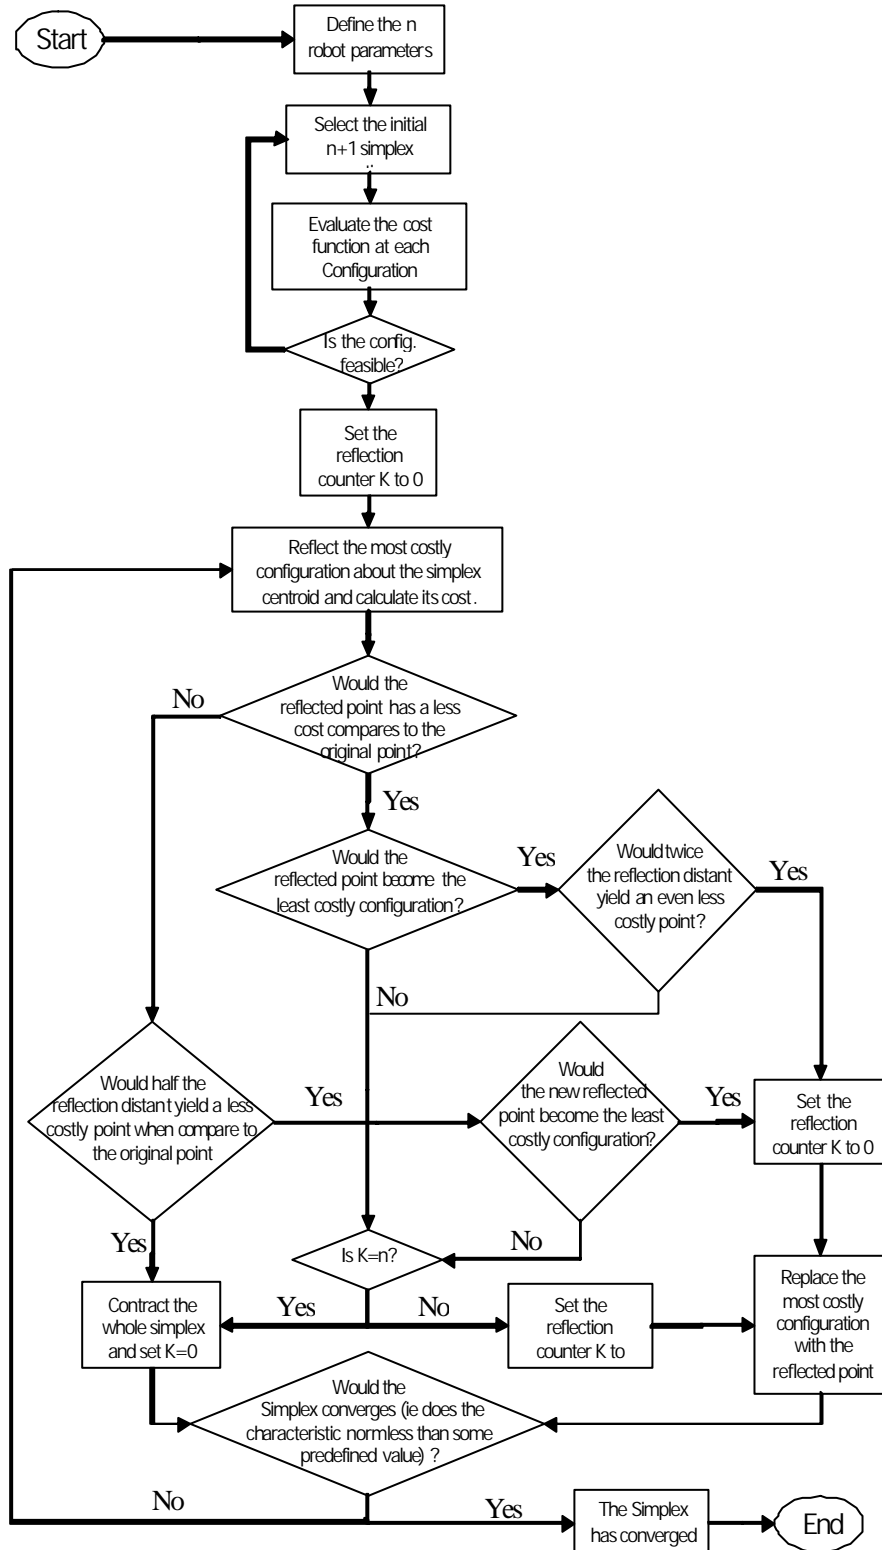 Start
Define the n
robot parameters
Select the initial
n+1 simplex
Evaluate the cost
function at each
Configuration
Is the config.
feasible?
Set the
reflection
counter K to 0
Reflect the most costly
configuration about the simplex
centroid and calculate its cost.
No
Would the
reflected point has a less
cost compares to the
original point?
Yes
Would the
reflected point become the
least costly configuration?
Yes
Would twice
the reflection distant
yield an even less
costly point?
Yes
No
Would half the
reflection distant yield a less
costly point when compare to
the original point
Yes
Would
the new reflected
point become the least
costly configuration?
Yes
Set the
reflection
counter K to 0
Yes
Is K=n?
No
Contract the
whole simplex
and set K=0
Yes
No
Set the
reflection
counter K to
Replace the
most costly
configuration
with the
reflected point
Would the
Simplex converges (ie does the
characteristic normless than some
predefined value) ?
No
Yes
The Simplex
has converged
End